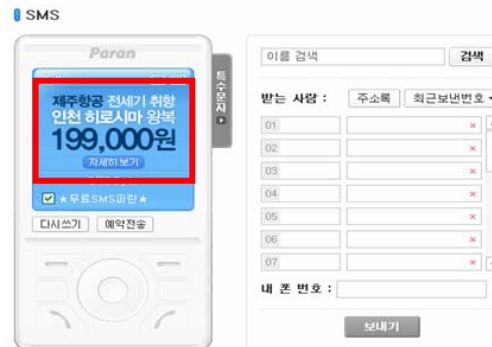 SMS
Paran
제주항공 전세기 취항
인천 히로시마 왕복
199,000원
자세히 보기
★무료SMS파란★
다시쓰기
예약전송
특수문자
이름 검색
검색
받는 사람 :
주소록
최근보낸번호
01
02
03
04
05
06
07
내 폰 번호 :
보내기